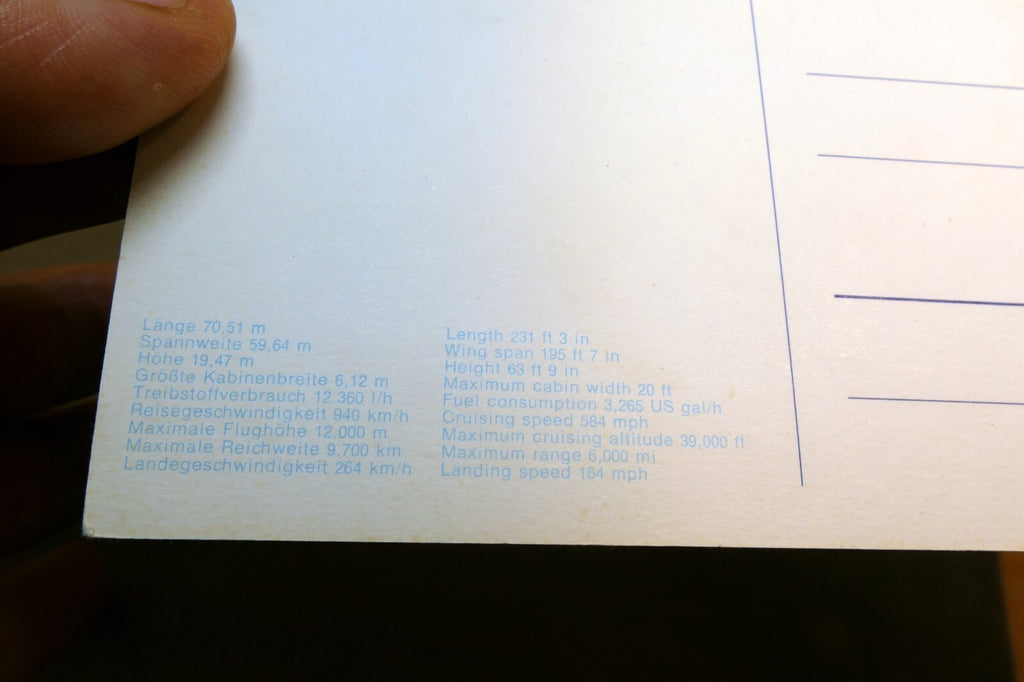 Länge 70,51 m
Spannweite 59,64 m
Höhe 19,47 m
Größte Kabinenbreite 6,12 m
Treibstoffverbrauch 12.360 l/h
Reisegeschwindigkeit 940 km/h
Maximale Flughöhe 12.000 m
Maximale Reichweite 9.700 km
Landegeschwindigkeit 264 km/h
Length 231 ft 3 in
Wing span 195 ft 7 in
Height 63 ft 9 in
Maximum cabin width 20 ft
Fuel consumption 3,265 US gal/h
Cruising speed 584 mph
Maximum cruising altitude 39,000 ft
Maximum range 6,000 mi
Landing speed 164 mph